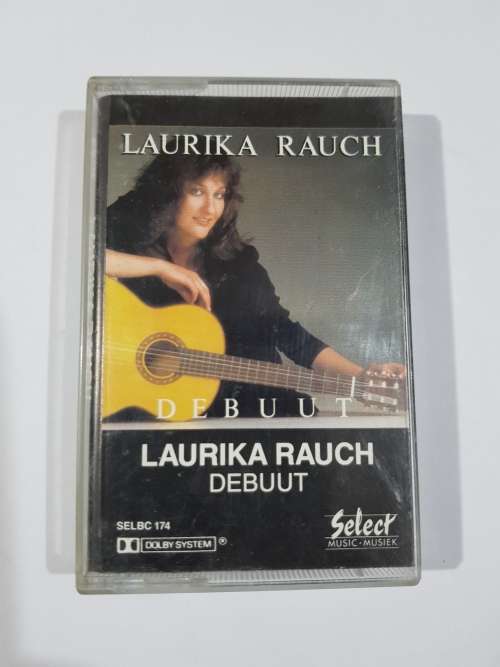 LAURIKA RAUCH
DEBUUT
LAURIKA RAUCH
DEBUUT
SELBC 174
DOLBY SYSTEM ®
Select
MUSIC · MUSIEK